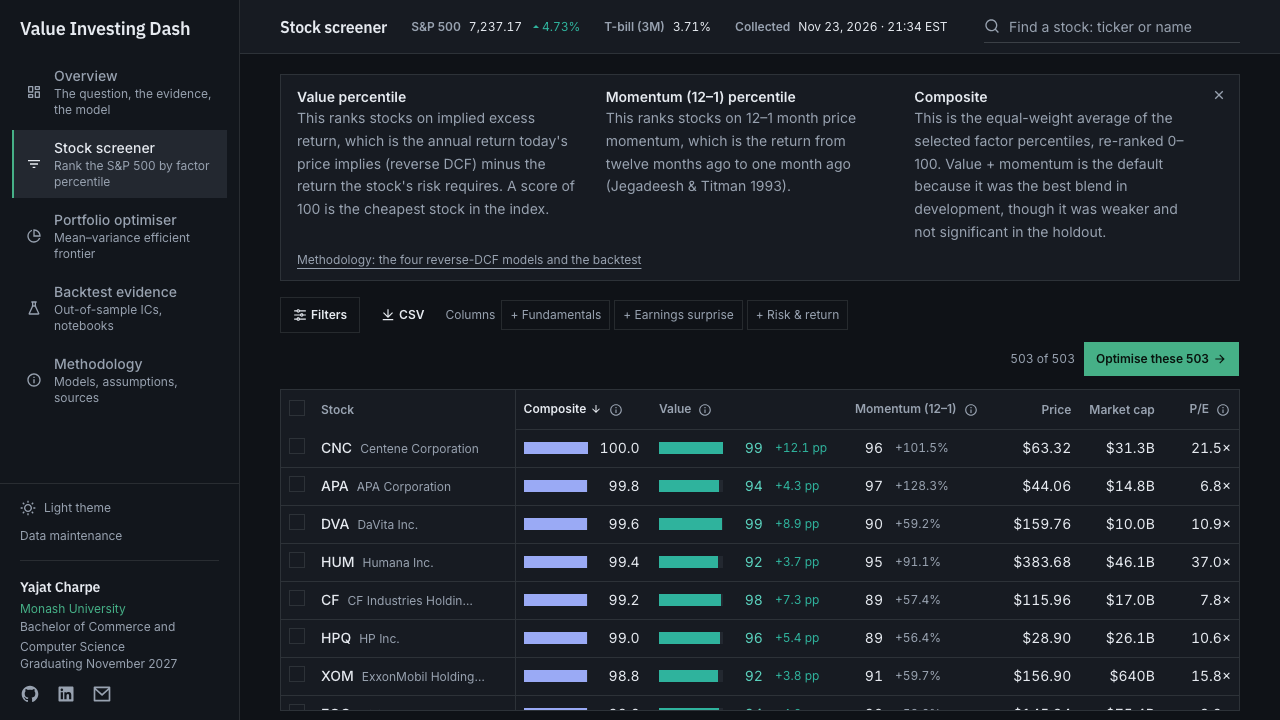 Value Investing Dash
Overview
The question, the evidence,
the model
Stock screener
Rank the S&P 500 by factor
percentile
Portfolio optimiser
Mean–variance efficient
frontier
Backtest evidence
Out-of-sample ICs,
notebooks
Methodology
Models, assumptions,
sources
Light theme
Data maintenance
Yajat Charpe
Monash University
Bachelor of Commerce and
Computer Science
Graduating November 2027
Stock screener S&P 500 7,237.17 4.73% T-bill (3M) 3.71% Collected Nov 23, 2026 · 21:34 EST Find a stock: ticker or name
Value percentile
This ranks stocks on implied excess
return, which is the annual return today's
price implies (reverse DCF) minus the
return the stock's risk requires. A score of
100 is the cheapest stock in the index.
Momentum (12–1) percentile
This ranks stocks on 12–1 month price
momentum, which is the return from
twelve months ago to one month ago
(Jegadeesh & Titman 1993).
Composite
This is the equal-weight average of the
selected factor percentiles, re-ranked 0–
100. Value + momentum is the default
because it was the best blend in
development, though it was weaker and
not significant in the holdout.
Methodology: the four reverse-DCF models and the backtest
Filters CSV Columns + Fundamentals + Earnings surprise + Risk & return
503 of 503 Optimise these 503 →
Stock Composite ↓ Value Momentum (12–1) Price Market cap P/E
CNC Centene Corporation 100.0 99 +12.1 pp 96 +101.5% $63.32 $31.3B 21.5×
APA APA Corporation 99.8 94 +4.3 pp 97 +128.3% $44.06 $14.8B 6.8×
DVA DaVita Inc. 99.6 99 +8.9 pp 90 +59.2% $159.76 $10.0B 10.9×
HUM Humana Inc. 99.4 92 +3.7 pp 95 +91.1% $383.68 $46.1B 37.0×
CF CF Industries Holdin... 99.2 98 +7.3 pp 89 +57.4% $115.96 $17.0B 7.8×
HPQ HP Inc. 99.0 96 +5.4 pp 89 +56.4% $28.90 $26.1B 10.6×
XOM ExxonMobil Holding... 98.8 92 +3.8 pp 91 +59.7% $156.90 $640B 15.8×